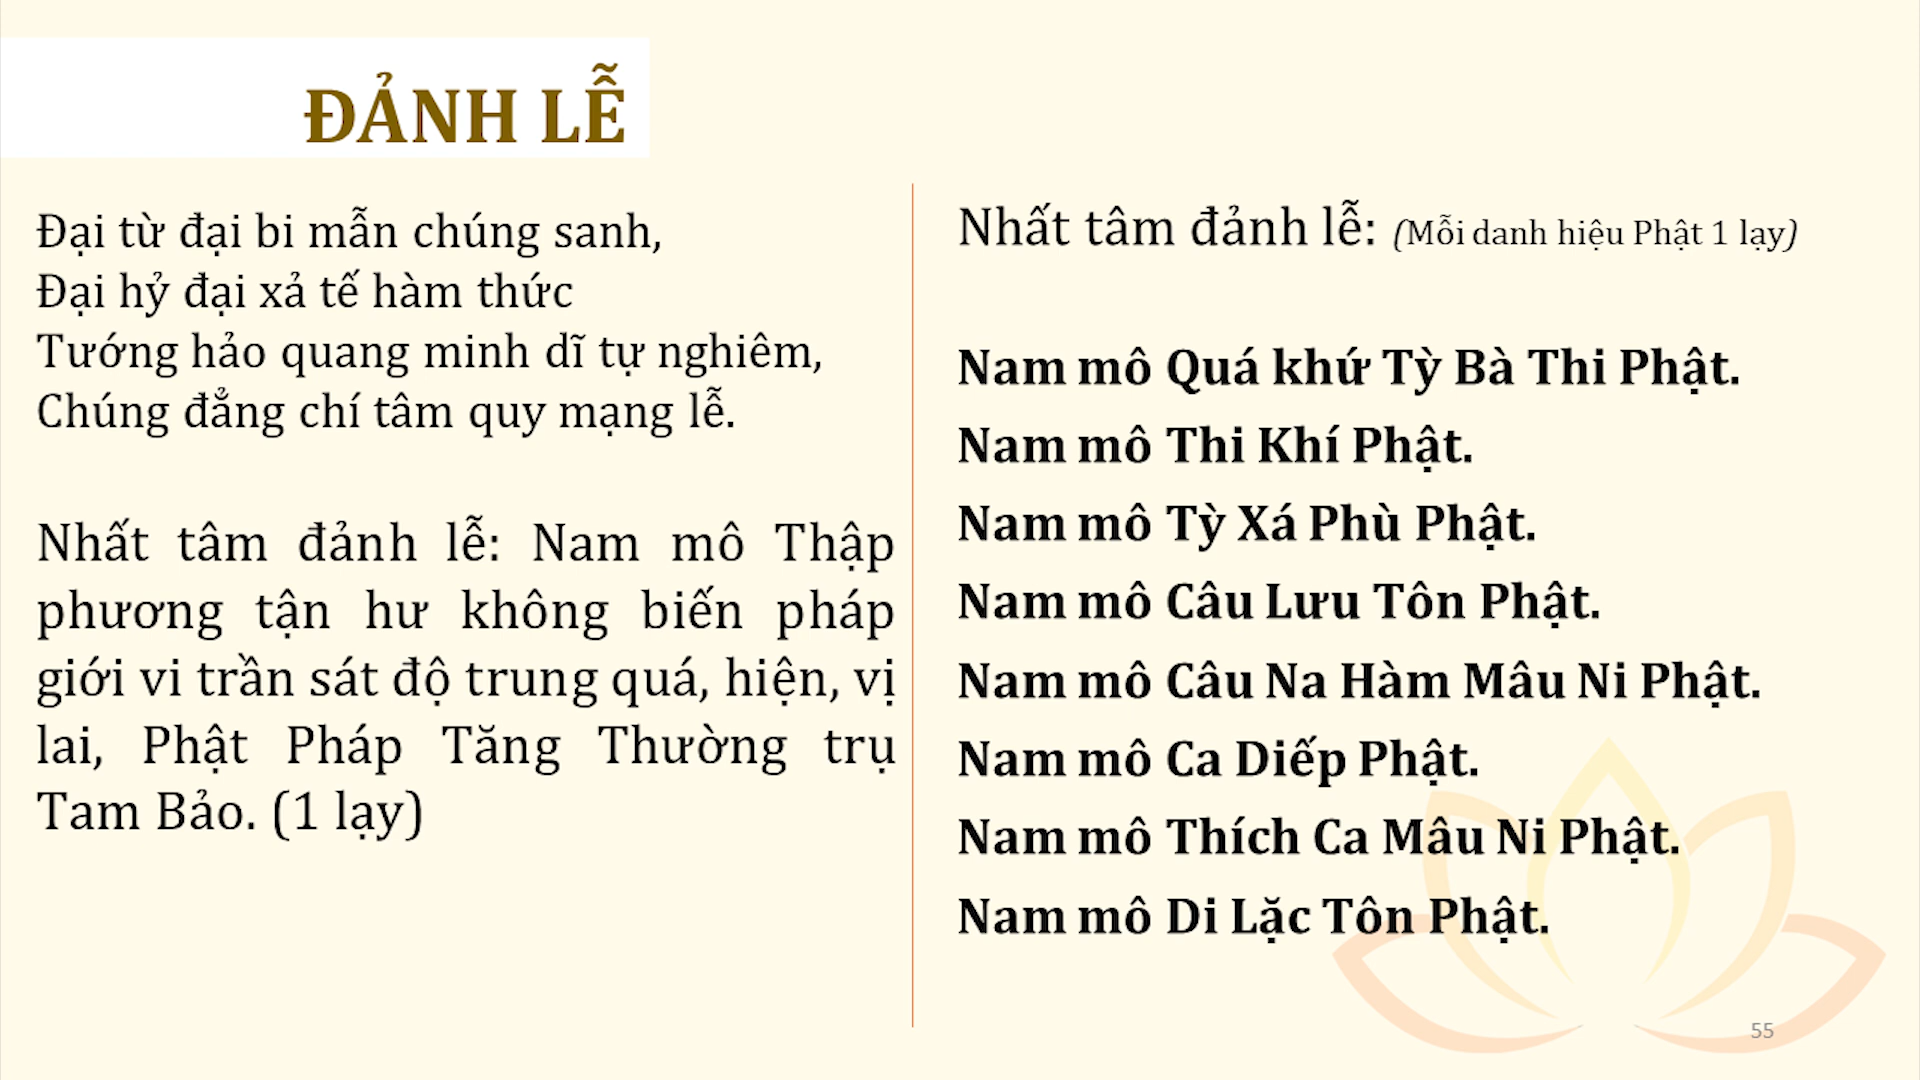 ĐẢNH LỄ
Đại từ đại bi mẫn chúng sanh,
Đại hỷ đại xả tế hàm thức
Tướng hảo quang minh dĩ tự nghiêm,
Chúng đẳng chí tâm quy mạng lễ.
Nhất tâm đảnh lễ: Nam mô Thập
phương tận hư không biến pháp
giới vi trần sát độ trung quá, hiện, vị
lai, Phật Pháp Tăng Thường trụ
Tam Bảo. (1 lạy)
Nhất tâm đảnh lễ: (Mỗi danh hiệu Phật 1 lạy)
Nam mô Quá khứ Tỳ Bà Thi Phật.
Nam mô Thi Khí Phật.
Nam mô Tỳ Xá Phù Phật.
Nam mô Câu Lưu Tôn Phật.
Nam mô Câu Na Hàm Mâu Ni Phật.
Nam mô Ca Diếp Phật.
Nam mô Thích Ca Mâu Ni Phật.
Nam mô Di Lặc Tôn Phật.
55